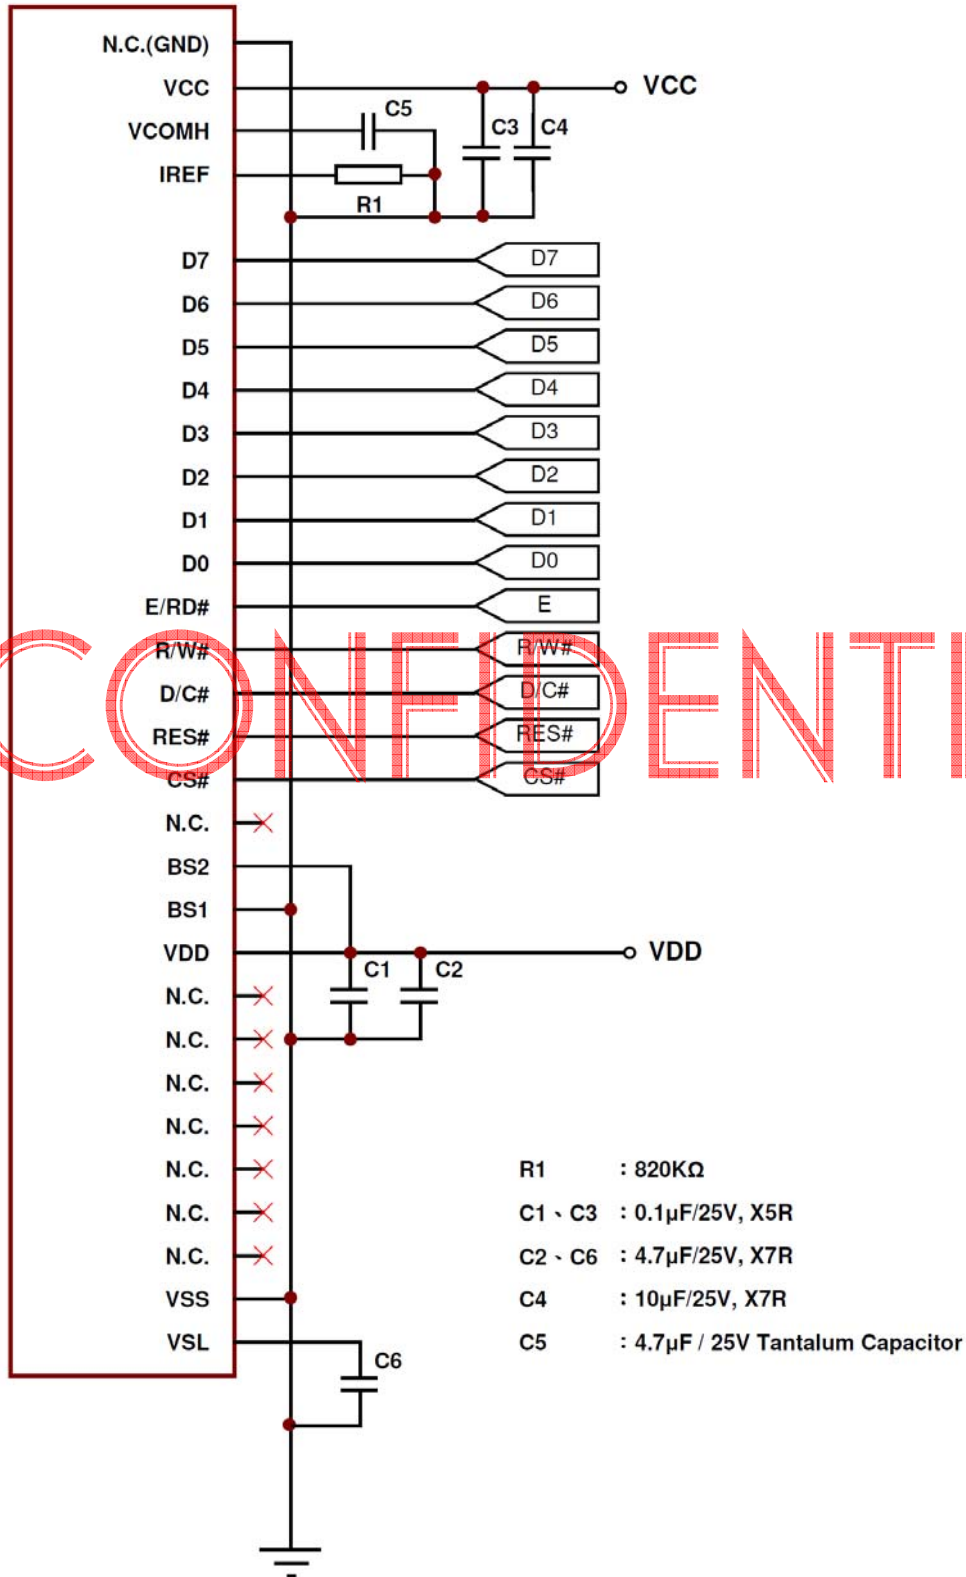 N.C.(GND)
VCC
VCC
C5
VCOMH
C3
C4
IREF
R1
D7
D7
D6
D6
D5
D5
D4
D4
D3
D3
D2
D2
D1
D1
D0
D0
E/RD#
E
R/W#
R/W#
D/C#
D/C#
RES#
RES#
CS#
CS#
CONFIDENTI
N.C.
BS2
BS1
VDD
VDD
C1
C2
N.C.
N.C.
N.C.
N.C.
N.C.
N.C.
N.C.
VSS
VSL
C6
R1 : 820KΩ
C1、C3 : 0.1μF/25V, X5R
C2、C6 : 4.7μF/25V, X7R
C4 : 10μF/25V, X7R
C5 : 4.7μF / 25V Tantalum Capacitor